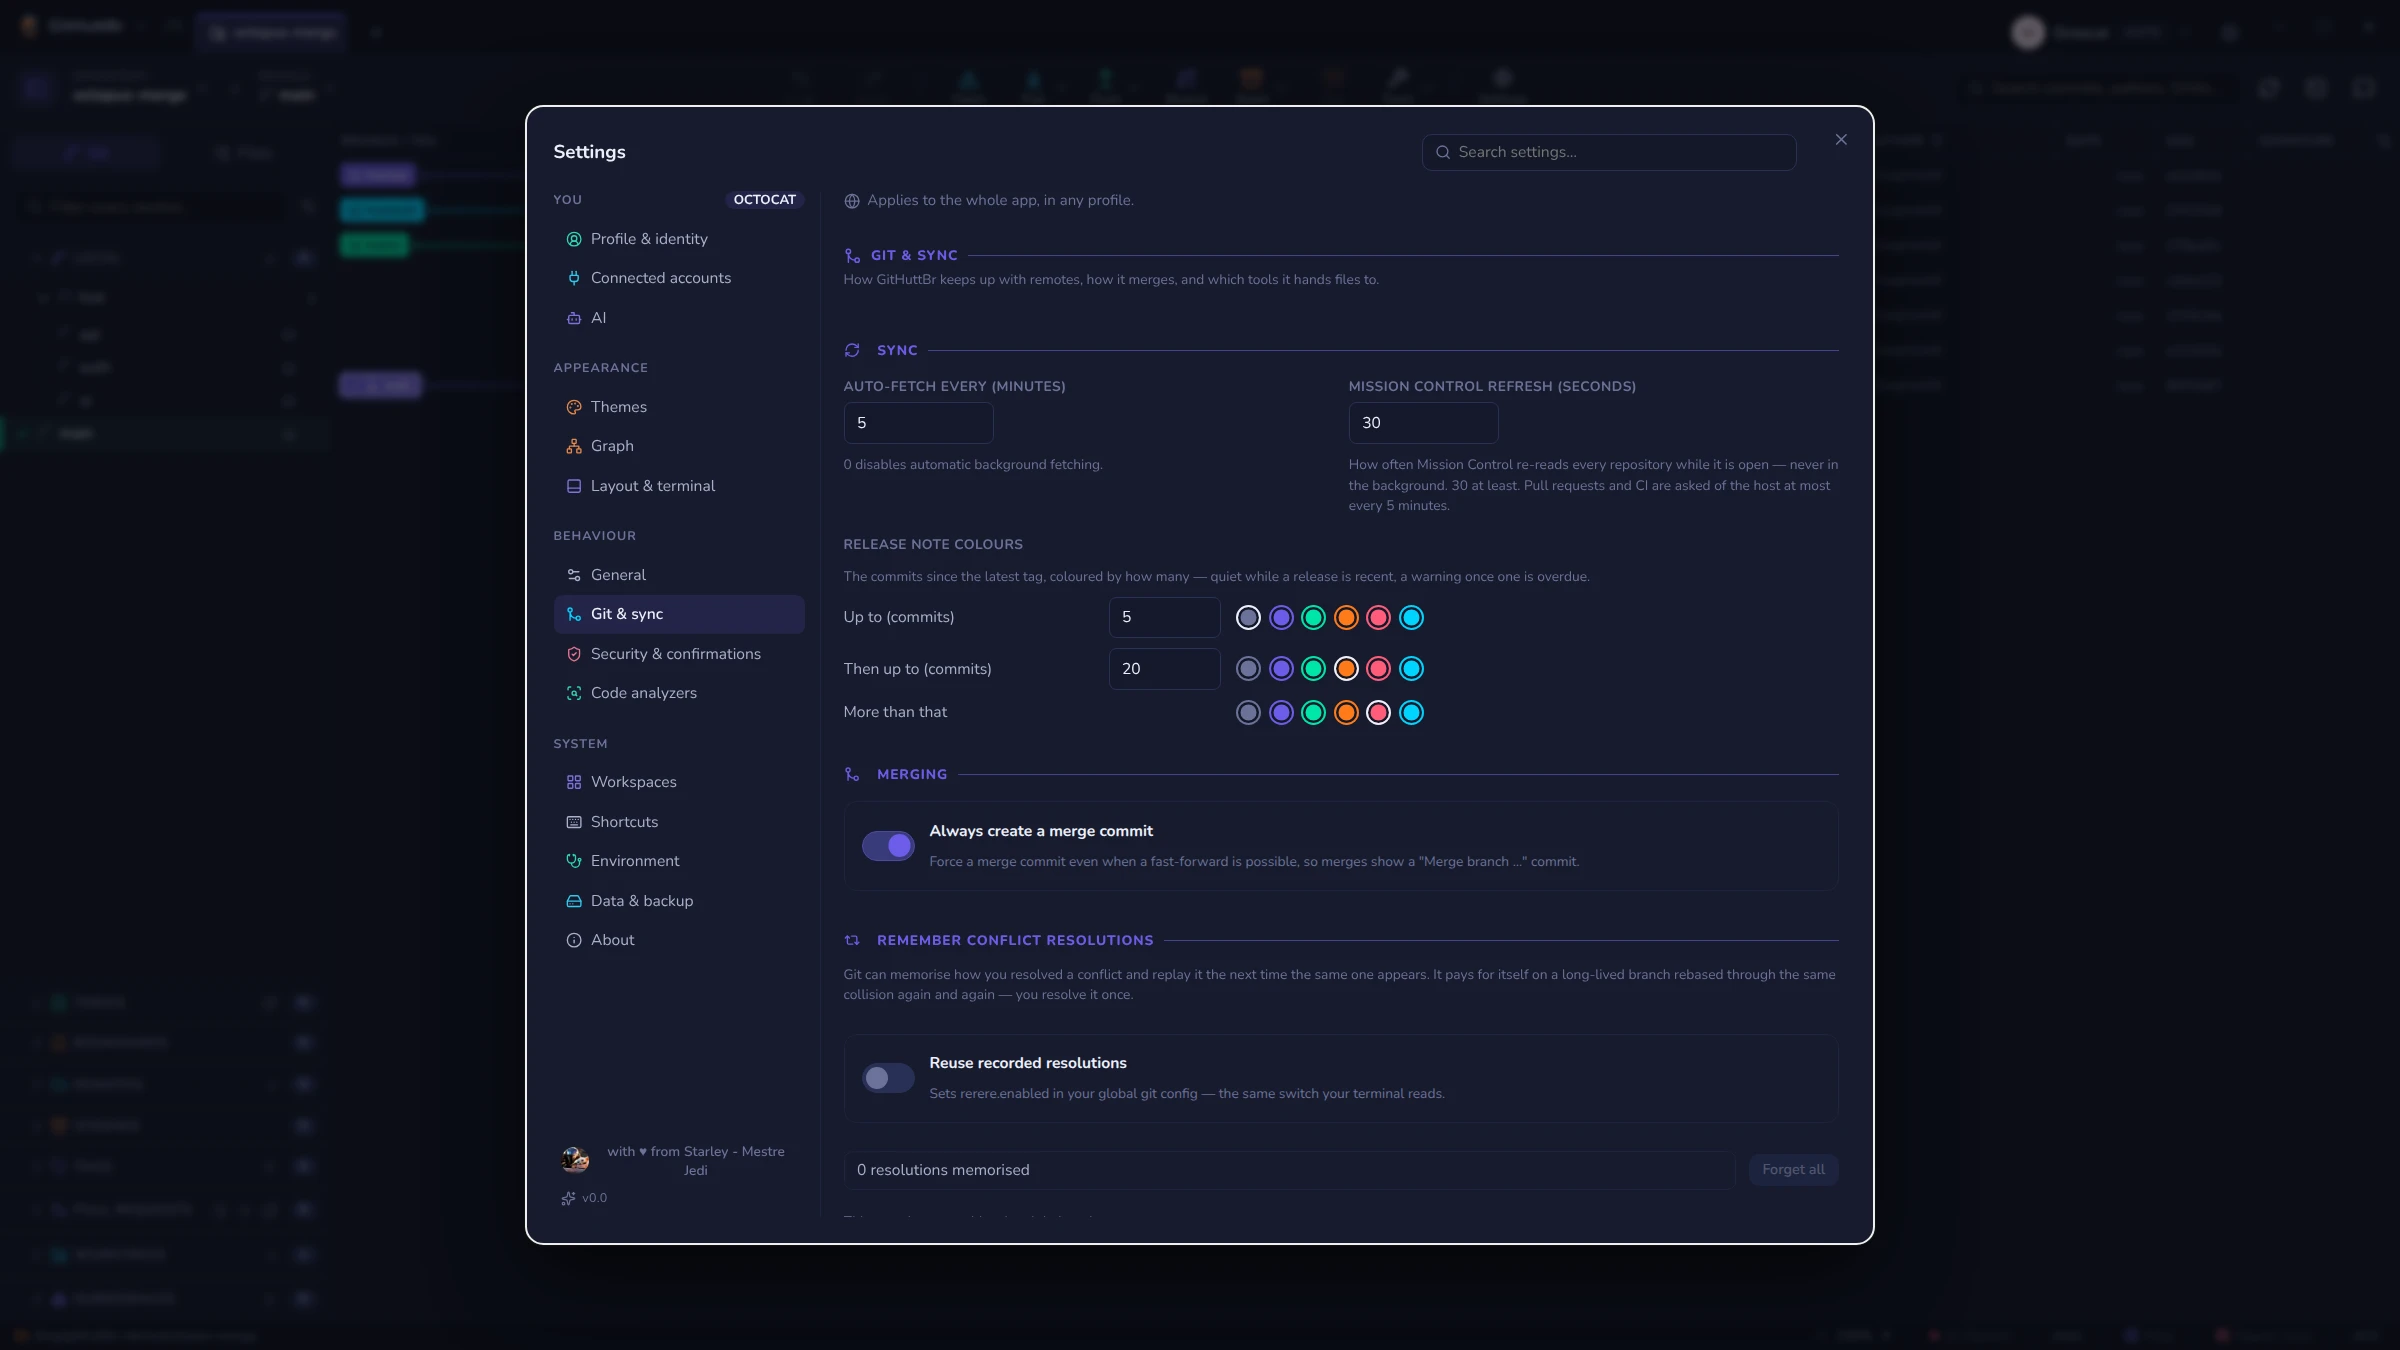 Settings
Search settings...
YOU
OCTOCAT
Profile & identity
Connected accounts
AI
APPEARANCE
Themes
Graph
Layout & terminal
BEHAVIOUR
General
Git & sync
Security & confirmations
Code analyzers
SYSTEM
Workspaces
Shortcuts
Environment
Data & backup
About
with ♥ from Starley - Mestre
Jedi
v0.0
Applies to the whole app, in any profile.
GIT & SYNC
How GitHuttBr keeps up with remotes, how it merges, and which tools it hands files to.
SYNC
AUTO-FETCH EVERY (MINUTES)
5
0 disables automatic background fetching.
MISSION CONTROL REFRESH (SECONDS)
30
How often Mission Control re-reads every repository while it is open — never in
the background. 30 at least. Pull requests and CI are asked of the host at most
every 5 minutes.
RELEASE NOTE COLOURS
The commits since the latest tag, coloured by how many — quiet while a release is recent, a warning once one is overdue.
Up to (commits)
5
Then up to (commits)
20
More than that
MERGING
Always create a merge commit
Force a merge commit even when a fast-forward is possible, so merges show a "Merge branch ..." commit.
REMEMBER CONFLICT RESOLUTIONS
Git can memorise how you resolved a conflict and replay it the next time the same one appears. It pays for itself on a long-lived branch rebased through the same
collision again and again — you resolve it once.
Reuse recorded resolutions
Sets rerere.enabled in your global git config — the same switch your terminal reads.
0 resolutions memorised
Forget all